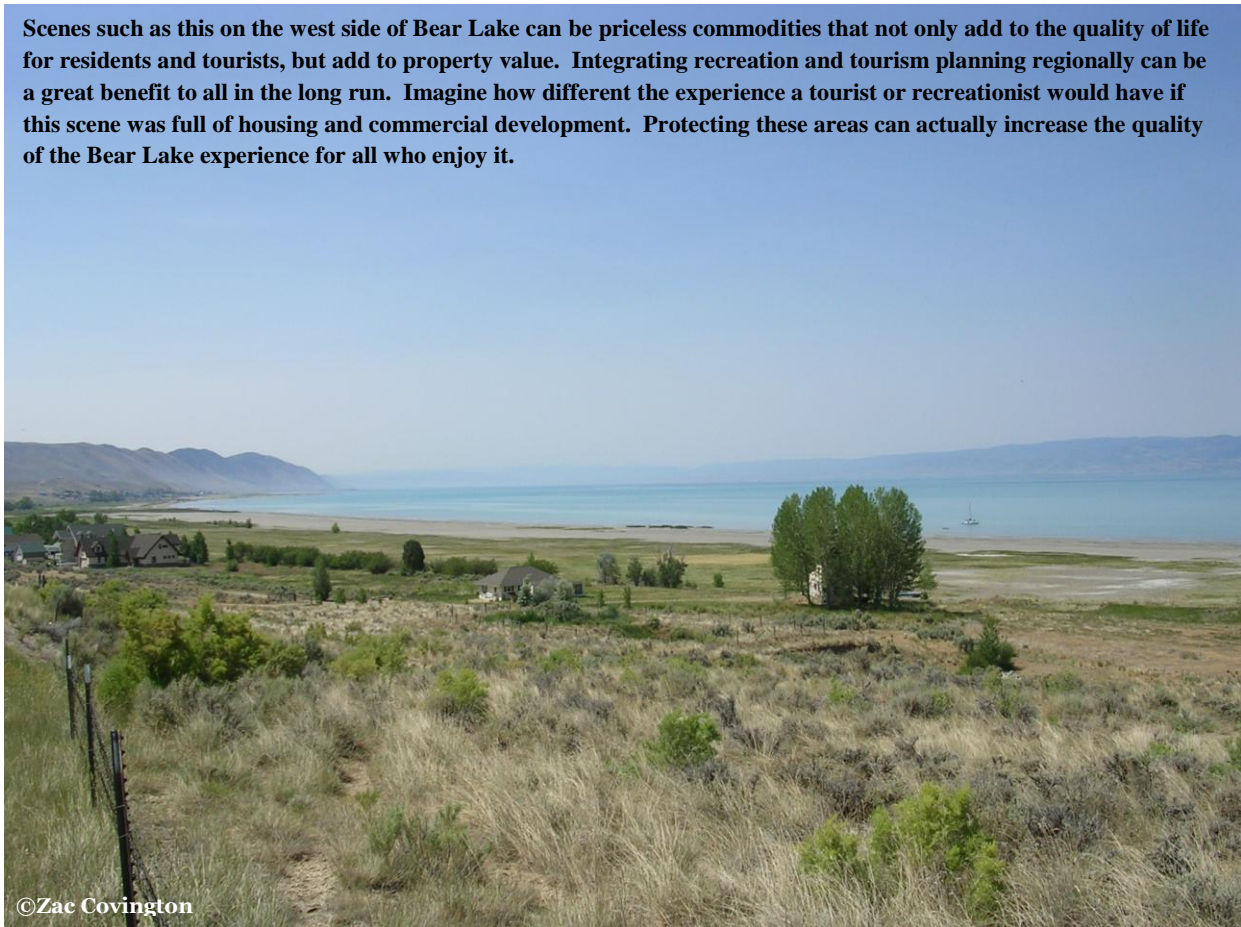 Scenes such as this on the west side of Bear Lake can be priceless commodities that not only add to the quality of life
for residents and tourists, but add to property value.  Integrating recreation and tourism planning regionally can be
a great benefit to all in the long run.  Imagine how different the experience a tourist or recreationist would have if
this scene was full of housing and commercial development.  Protecting these areas can actually increase the quality
of the Bear Lake experience for all who enjoy it.
©Zac Covington